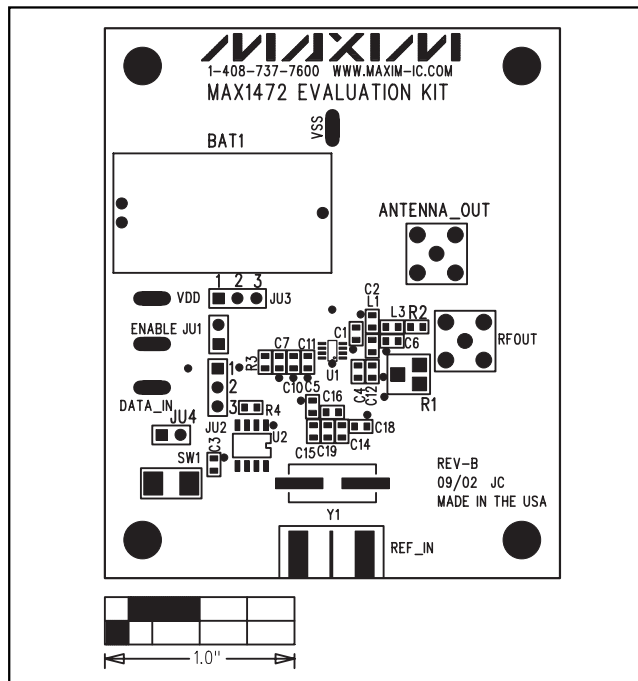 MAXIM
1-408-737-7600 WWW.MAXIM-IC.COM
MAX1472 EVALUATION KIT
VSS
BAT1
ANTENNA_OUT
1 2 3
VDD
JU3
C2
L1
ENABLE JU1
C1
L3 R2
RFOUT
C6
R3
C7
C11
U1
C10
C4
C12
R1
1
2
3
DATA_IN
JU2
R4
C5
C16
JU4
U2
C18
C15
C19
C14
SW1
C3
REV-B
09/02 JC
MADE IN THE USA
Y1
REF_IN
1.0"